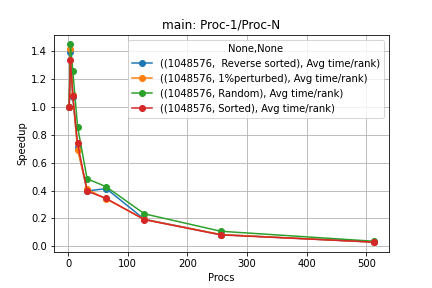 main: Proc-1/Proc-N
None,None
((1048576,  Reverse sorted), Avg time/rank)
((1048576, 1%perturbed), Avg time/rank)
((1048576, Random), Avg time/rank)
((1048576, Sorted), Avg time/rank)
Speedup
1.4
1.2
1.0
0.8
0.6
0.4
0.2
0.0
0 100 200 300 400 500
Procs